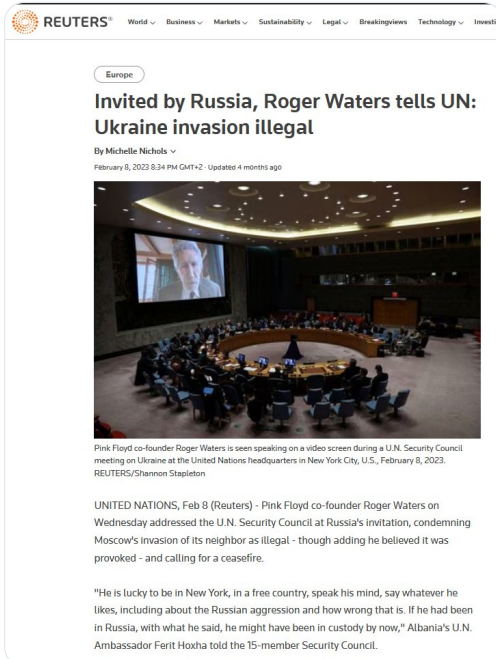 REUTERS®
World Business Markets Sustainability Legal Breakingviews Technology Investi
Europe
Invited by Russia, Roger Waters tells UN:
Ukraine invasion illegal
By Michelle Nichols
February 8, 2023 8:34 PM GMT+2 · Updated 4 months ago
Pink Floyd co-founder Roger Waters is seen speaking on a video screen during a U.N. Security Council
meeting on Ukraine at the United Nations headquarters in New York City, U.S., February 8, 2023.
REUTERS/Shannon Stapleton
UNITED NATIONS, Feb 8 (Reuters) - Pink Floyd co-founder Roger Waters on
Wednesday addressed the U.N. Security Council at Russia's invitation, condemning
Moscow's invasion of its neighbor as illegal - though adding he believed it was
provoked - and calling for a ceasefire.
"He is lucky to be in New York, in a free country, speak his mind, say whatever he
likes, including about the Russian aggression and how wrong that is. If he had been
in Russia, with what he said, he might have been in custody by now," Albania's U.N.
Ambassador Ferit Hoxha told the 15-member Security Council.